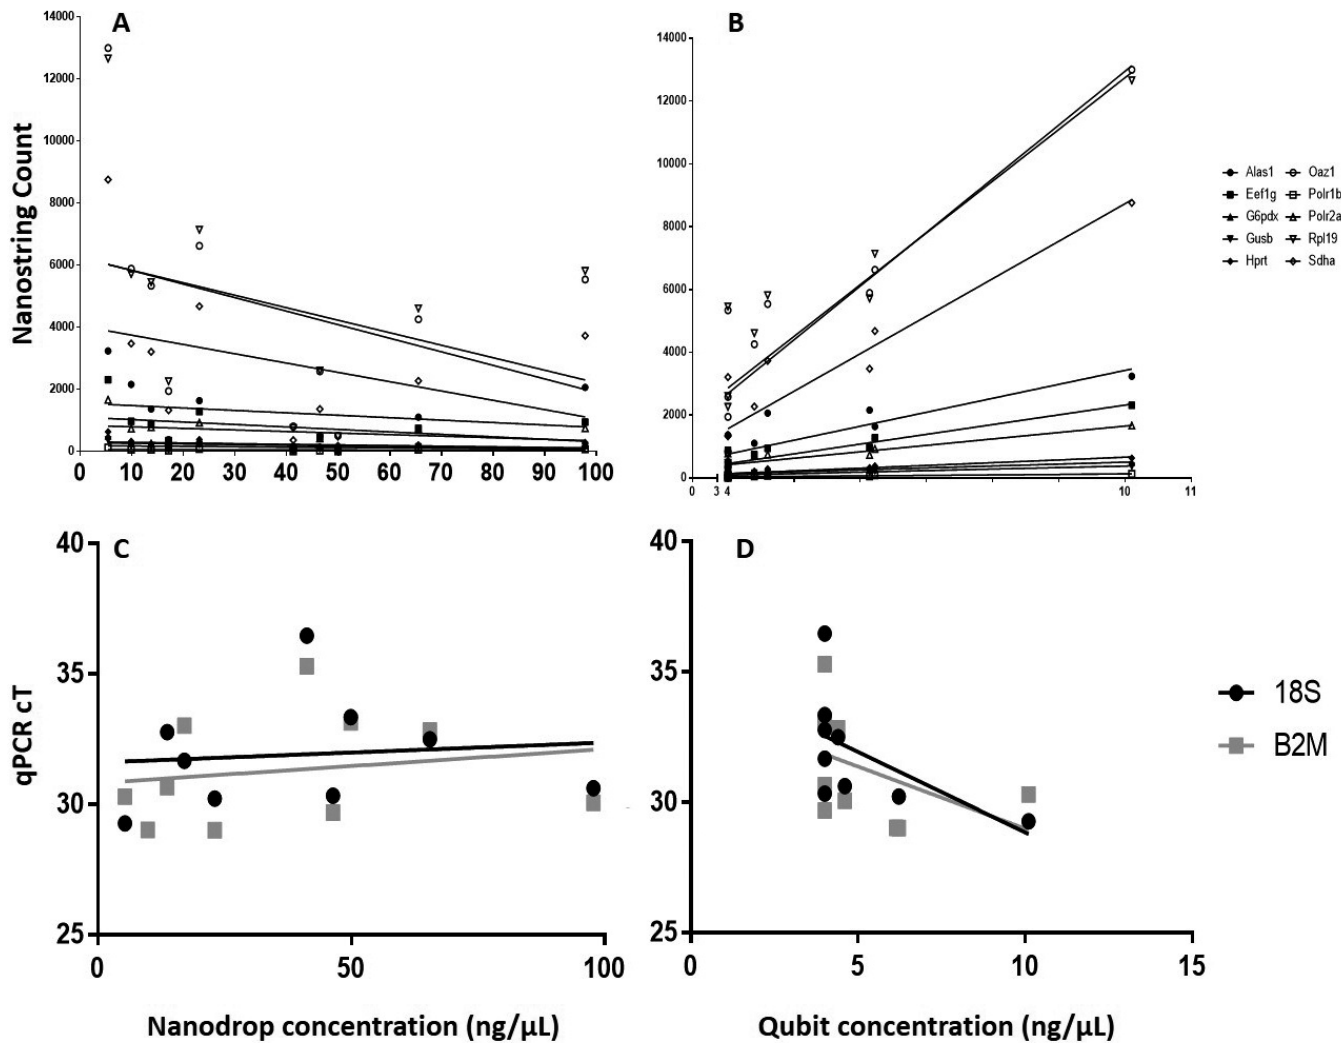 A
B
14000
12000
10000
8000
6000
4000
2000
0
Nanostring Count
0 10 20 30 40 50 60 70 80 90 100
14000
12000
10000
8000
6000
4000
2000
0
0 3 4 10 11
Alas1 Oaz1
Eef1g Polr1b
G6pdx Polr2a
Gusb Rpl19
Hprt Sdha
C
D
40
35
30
25
qPCR cT
0 50 100
Nanodrop concentration (ng/µL)
40
35
30
25
0 5 10 15
Qubit concentration (ng/µL)
18S
B2M